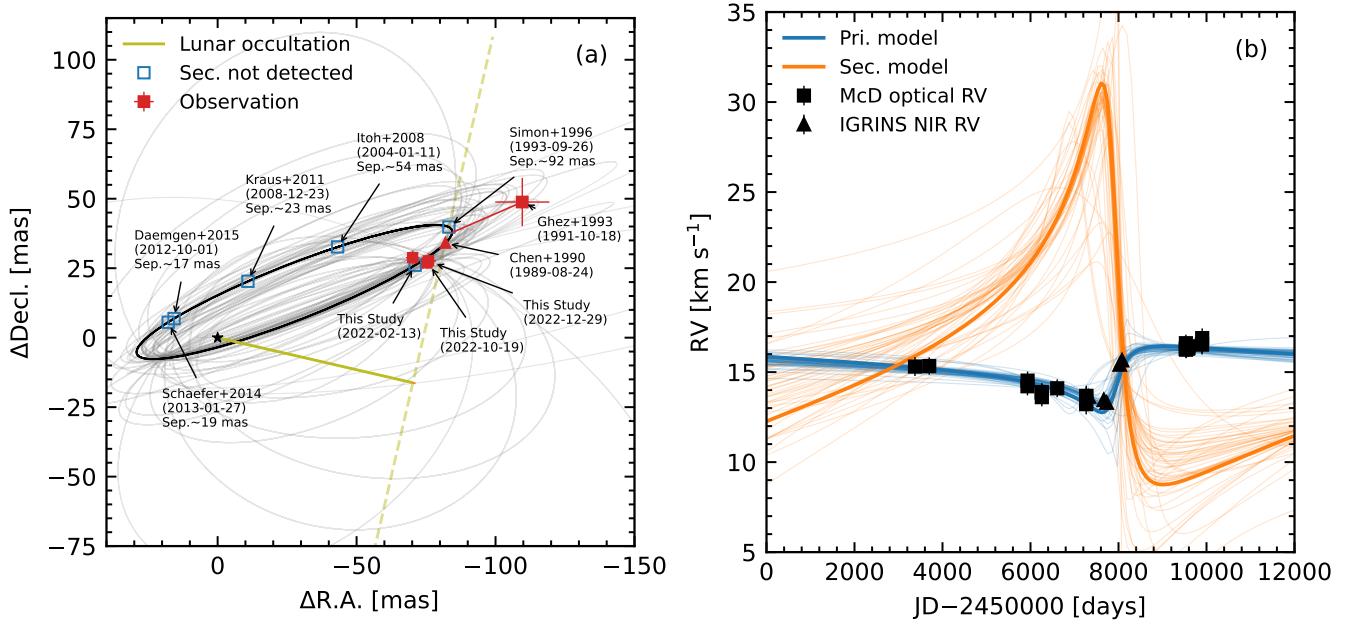 (a)
Lunar occultation
Sec. not detected
Observation
Itoh+2008
(2004-01-11)
Sep.~54 mas
Simon+1996
(1993-09-26)
Sep.~92 mas
Kraus+2011
(2008-12-23)
Sep.~23 mas
Ghez+1993
(1991-10-18)
Daemgen+2015
(2012-10-01)
Sep.~17 mas
Chen+1990
(1989-08-24)
This Study
(2022-12-29)
This Study
(2022-02-13)
This Study
(2022-10-19)
Schaefer+2014
(2013-01-27)
Sep.~19 mas
100
75
50
25
0
−25
−50
−75
ΔDecl. [mas]
0
−50
−100
−150
ΔR.A. [mas]
(b)
Pri. model
Sec. model
McD optical RV
IGRINS NIR RV
35
30
25
20
15
10
5
RV [km s⁻¹]
0
2000
4000
6000
8000
10000
12000
JD−2450000 [days]